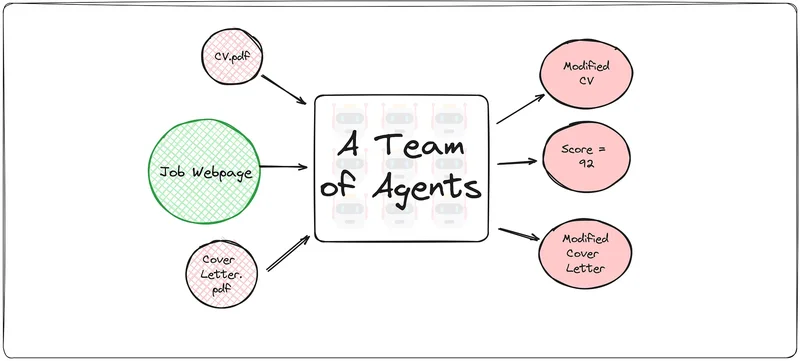 CV.pdf
Job Webpage
Cover
Letter.
pdf
A Team
of Agents
Modified
CV
Score =
92
Modified
Cover
Letter